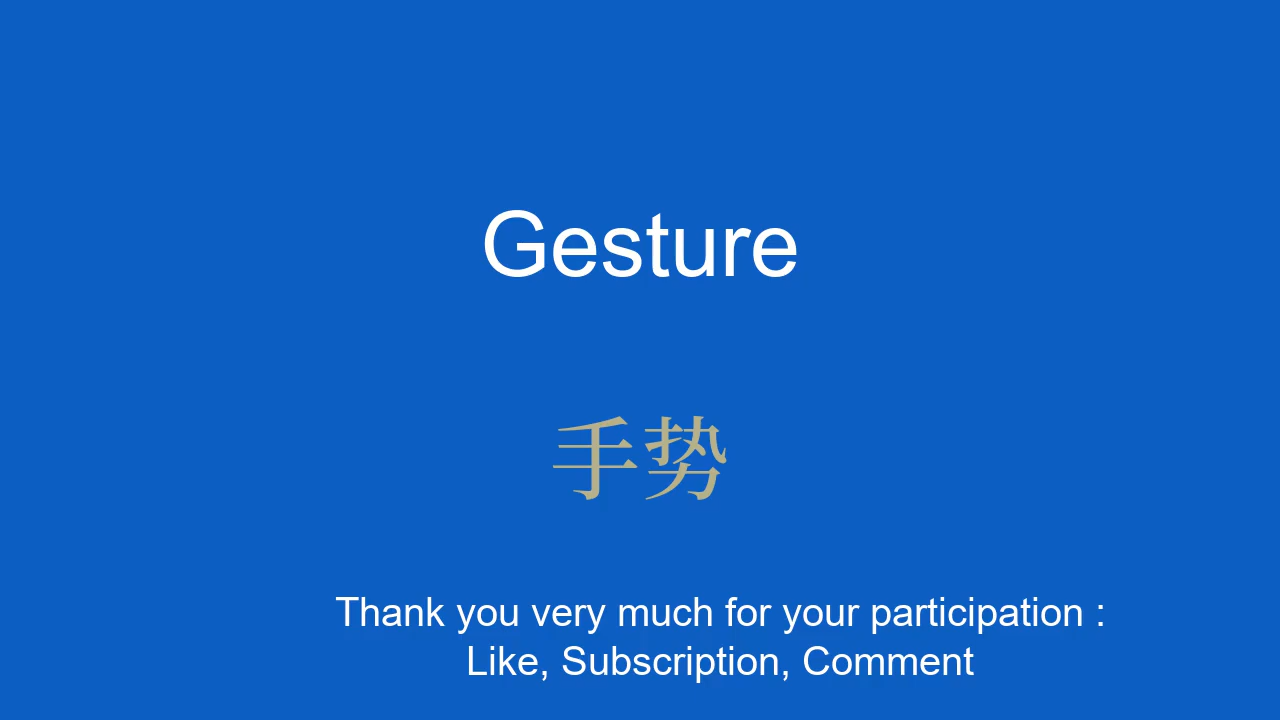 Gesture
手势
Thank you very much for your participation :
Like, Subscription, Comment